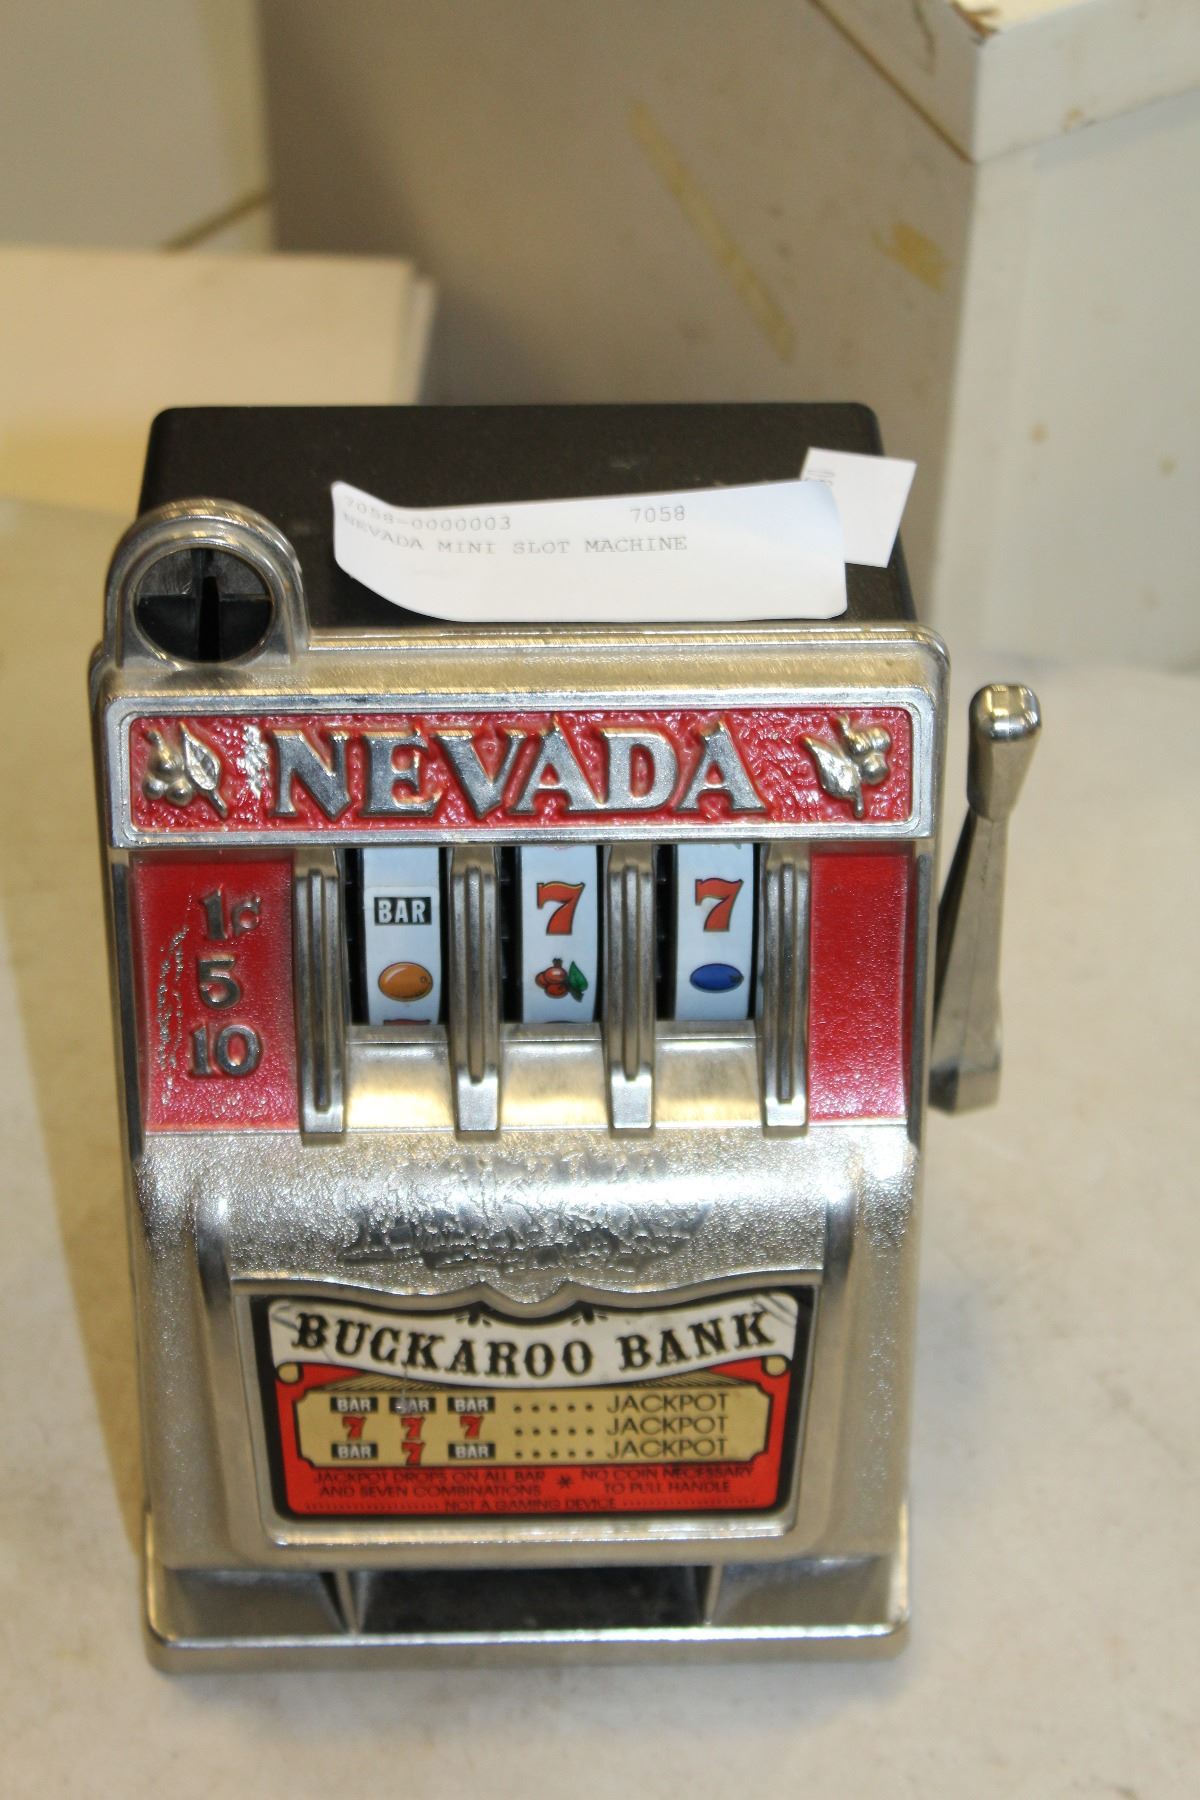 7058-0000003 7058
NEVADA MINI SLOT MACHINE
NEVADA
1¢
5
10
BAR 7 7
BUCKAROO BANK
BAR BAR BAR ..... JACKPOT
7 7 7 ..... JACKPOT
BAR 7 BAR ..... JACKPOT
JACKPOT DROPS ON ALL BAR * NO COIN NECESSARY
AND SEVEN COMBINATIONS TO PULL HANDLE
NOT A GAMING DEVICE